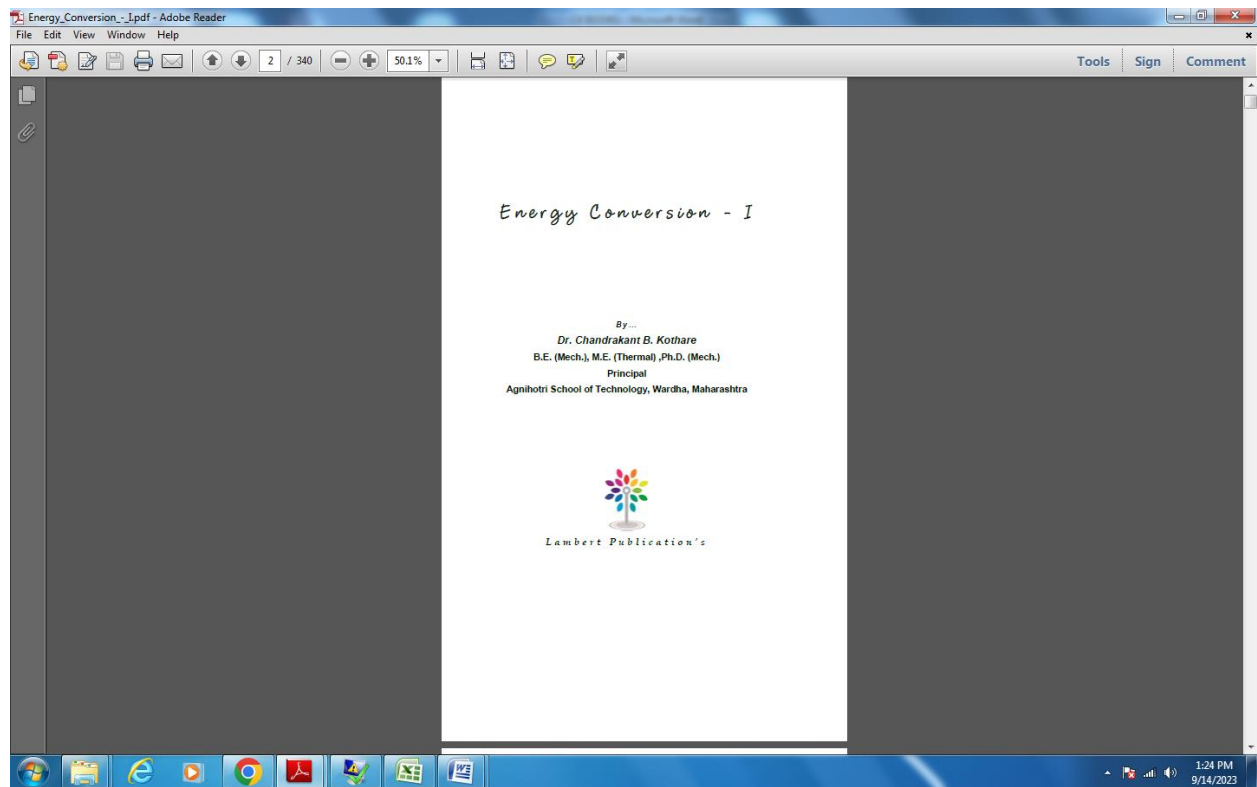 Energy_Conversion_-_I.pdf - Adobe Reader
File Edit View Window Help
2 / 340 50.1% Tools Sign Comment
Energy Conversion - I
By...
Dr. Chandrakant B. Kothare
B.E. (Mech.), M.E. (Thermal) ,Ph.D. (Mech.)
Principal
Agnihotri School of Technology, Wardha, Maharashtra
Lambert Publication's
1:24 PM
9/14/2023